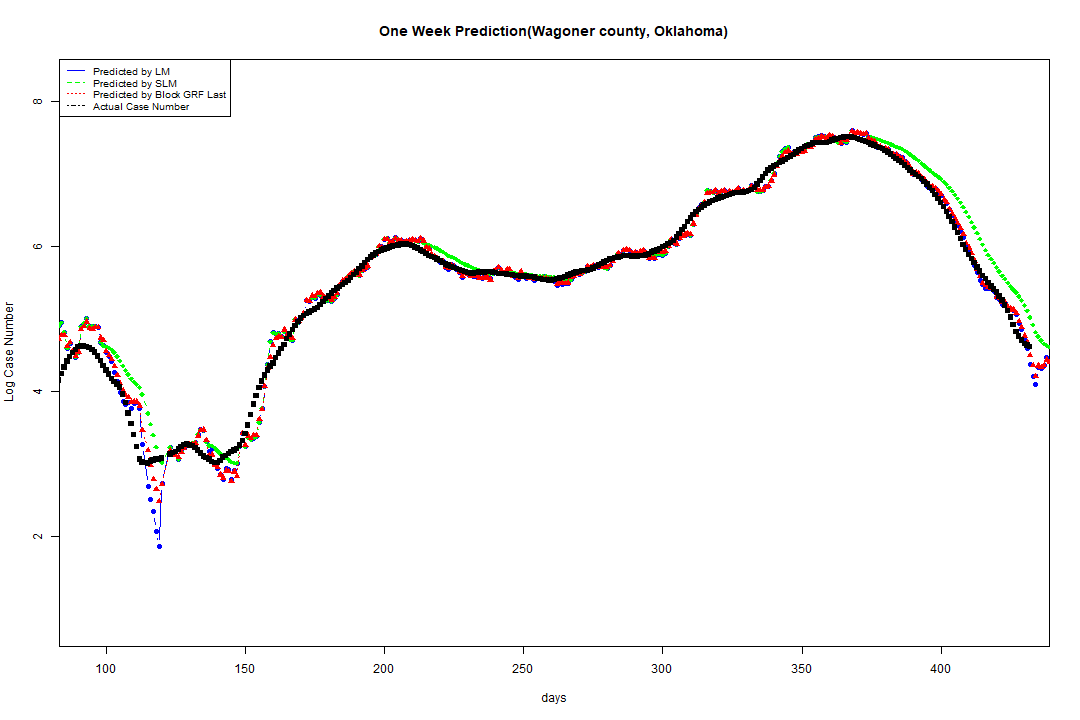 One Week Prediction(Wagoner county, Oklahoma)
Predicted by LM
Predicted by SLM
Predicted by Block GRF Last
Actual Case Number
8
6
4
2
Log Case Number
100 150 200 250 300 350 400
days